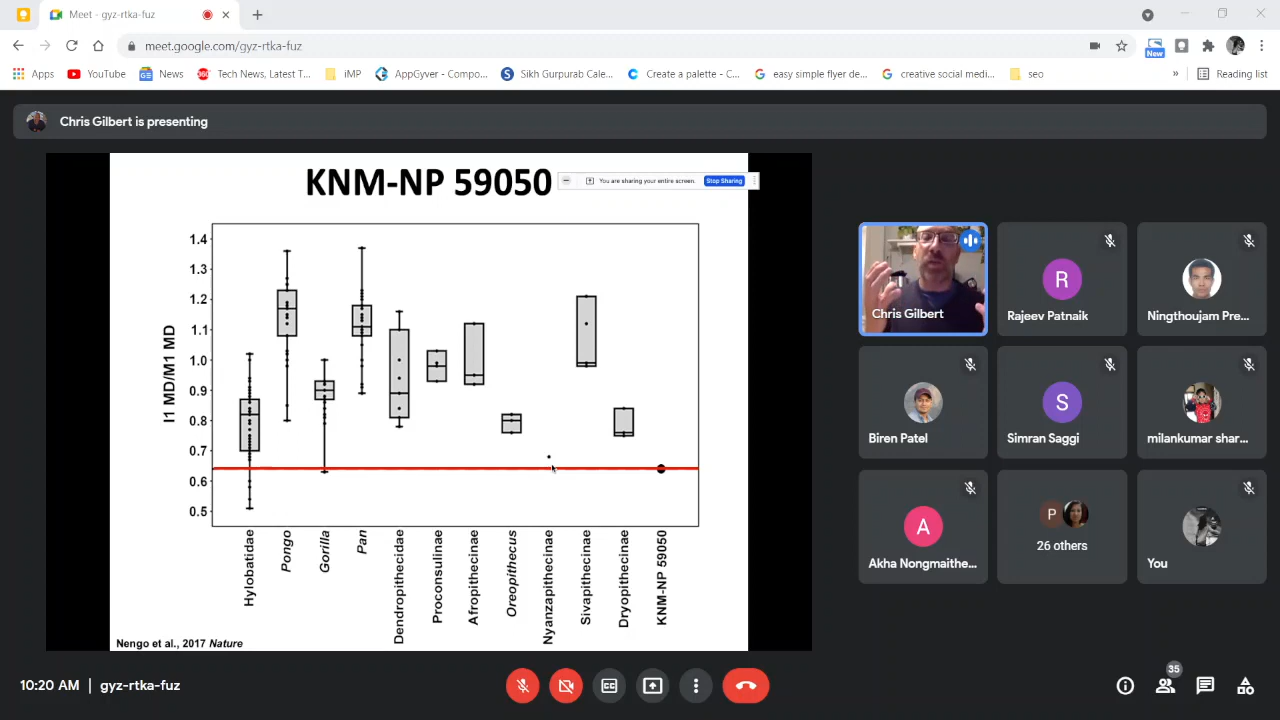 Meet - gyz-rtka-fuz
meet.google.com/gyz-rtka-fuz
New
Apps
YouTube
News
Tech News, Latest T...
iMP
AppGyver - Compo...
Sikh Gurpurab Cale...
Create a palette - C...
easy simple flyer de...
creative social medi...
seo
»
Reading list
Chris Gilbert is presenting
KNM-NP 59050
You are sharing your entire screen.
Stop Sharing
I1 MD/M1 MD
1.4
1.3
1.2
1.1
1.0
0.9
0.8
0.7
0.6
0.5
Hylobatidae
Pongo
Gorilla
Pan
Dendropithecidae
Proconsulinae
Afropithecinae
Oreopithecus
Nyanzapithecinae
Sivapithecinae
Dryopithecinae
KNM-NP 59050
Nengo et al., 2017 Nature
Chris Gilbert
R
Rajeev Patnaik
Ningthoujam Pre...
Biren Patel
S
Simran Saggi
milankumar shar...
A
Akha Nongmaithe...
P
26 others
You
10:20 AM | gyz-rtka-fuz
35